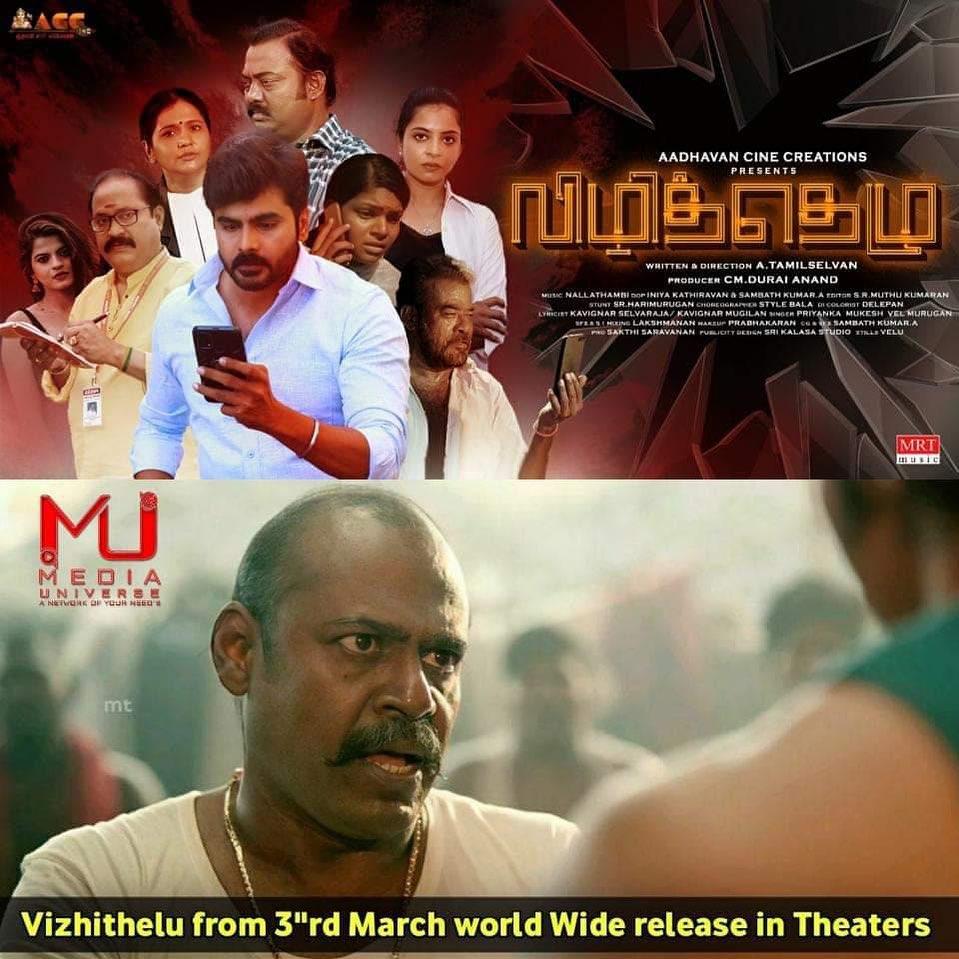 ACC
AADHAVAN CINE CREATIONS
PRESENTS
விழித்தெழு
WRITTEN & DIRECTION A.TAMILSELVAN
PRODUCER CM.DURAI ANAND
MUSIC NALLATHAMBI DOP INIYA KATHIRAVAN & SAMBATH KUMAR.A EDITOR S.R.MUTHU KUMARAN
STUNT SR.HARIMURUGAN CHOREOGRAPHER STYLE BALA DI COLORIST DELEPAN
LYRICIST KAVIGNAR SELVARAJA/ KAVIGNAR MUGILAN SINGER PRIYANKA MUKESH VEL MURUGAN
MIXING LAKSHMANAN MAKEUP PRABHAKARAN CG & VFX SAMBATH KUMAR.A
PRO SAKTHI SARAVANAN PUBLICITY DESIGN SRI KALASA STUDIO STILLS VELU
MRT
music
MU
MEDIA
UNIVERSE
A NETWORK OF YOUR NEED'S
mt
Vizhithelu from 3"rd March world Wide release in Theaters